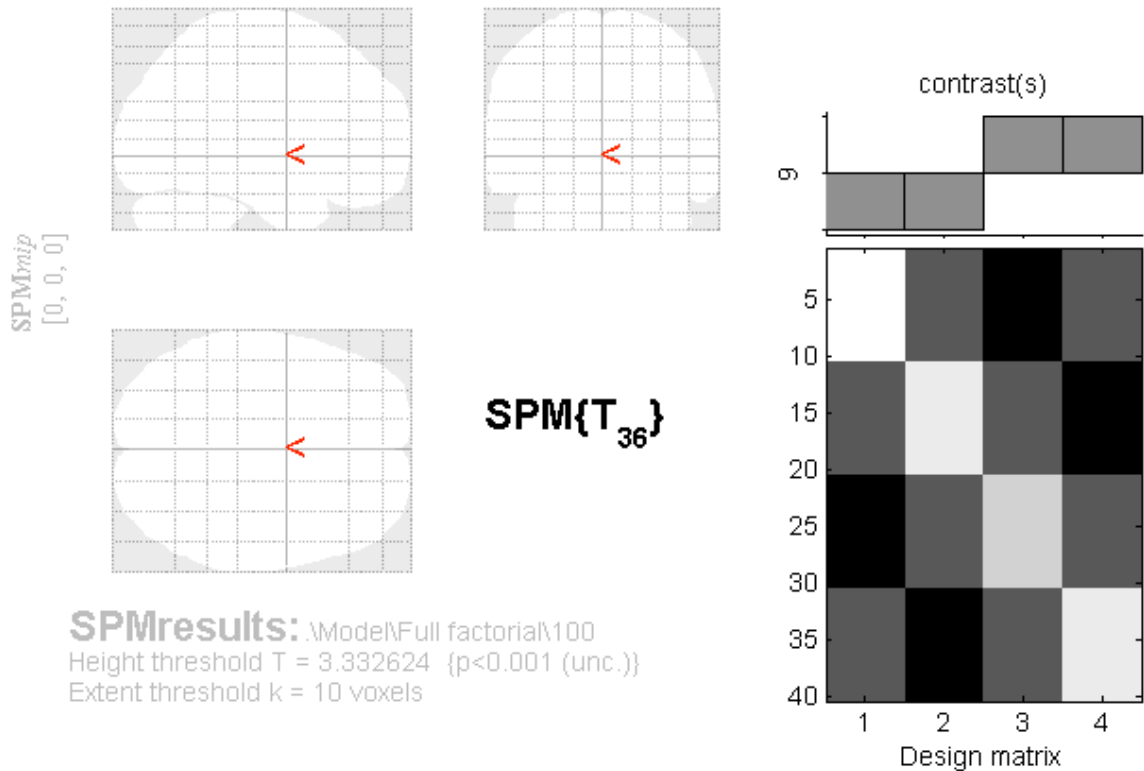 SPMmip
[0, 0, 0]
SPM{T36}
SPMresults: .\Model\Full factorial\100
Height threshold T = 3.332624 {p<0.001 (unc.)}
Extent threshold k = 10 voxels
contrast(s)
9
5
10
15
20
25
30
35
40
1 2 3 4
Design matrix